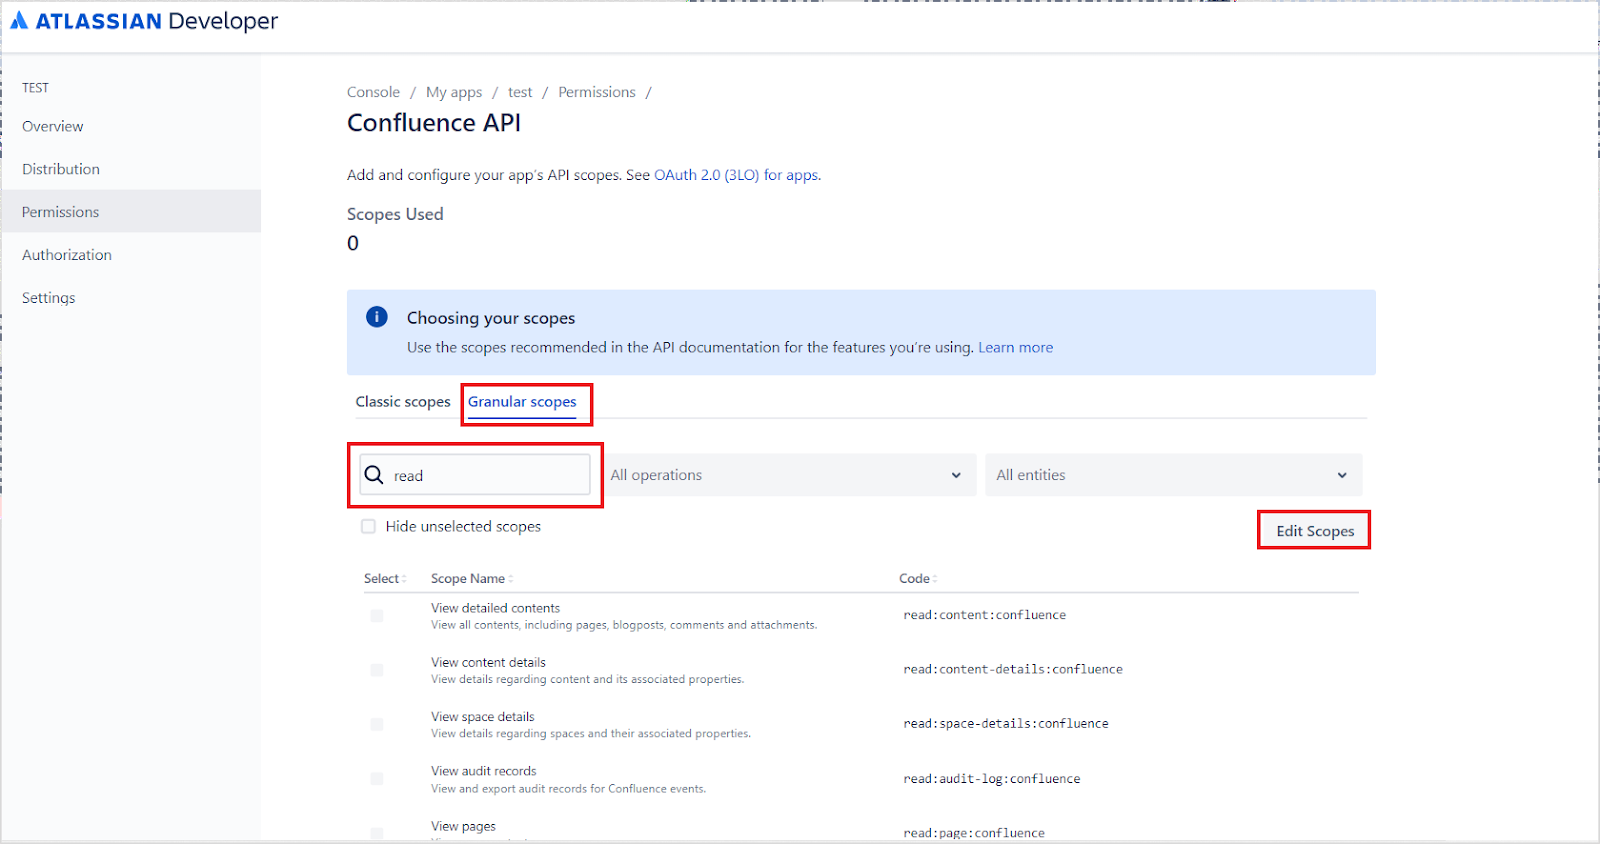 ATLASSIAN Developer
TEST
Overview
Distribution
Permissions
Authorization
Settings
Console / My apps / test / Permissions /
Confluence API
Add and configure your app's API scopes. See OAuth 2.0 (3LO) for apps.
Scopes Used
0
Choosing your scopes
Use the scopes recommended in the API documentation for the features you're using. Learn more
Classic scopes Granular scopes
read All operations All entities
Hide unselected scopes
Edit Scopes
Select Scope Name Code
View detailed contents
View all contents, including pages, blogposts, comments and attachments.
read:content:confluence
View content details
View details regarding content and its associated properties.
read:content-details:confluence
View space details
View details regarding spaces and their associated properties.
read:space-details:confluence
View audit records
View and export audit records for Confluence events.
read:audit-log:confluence
View pages
read:page:confluence